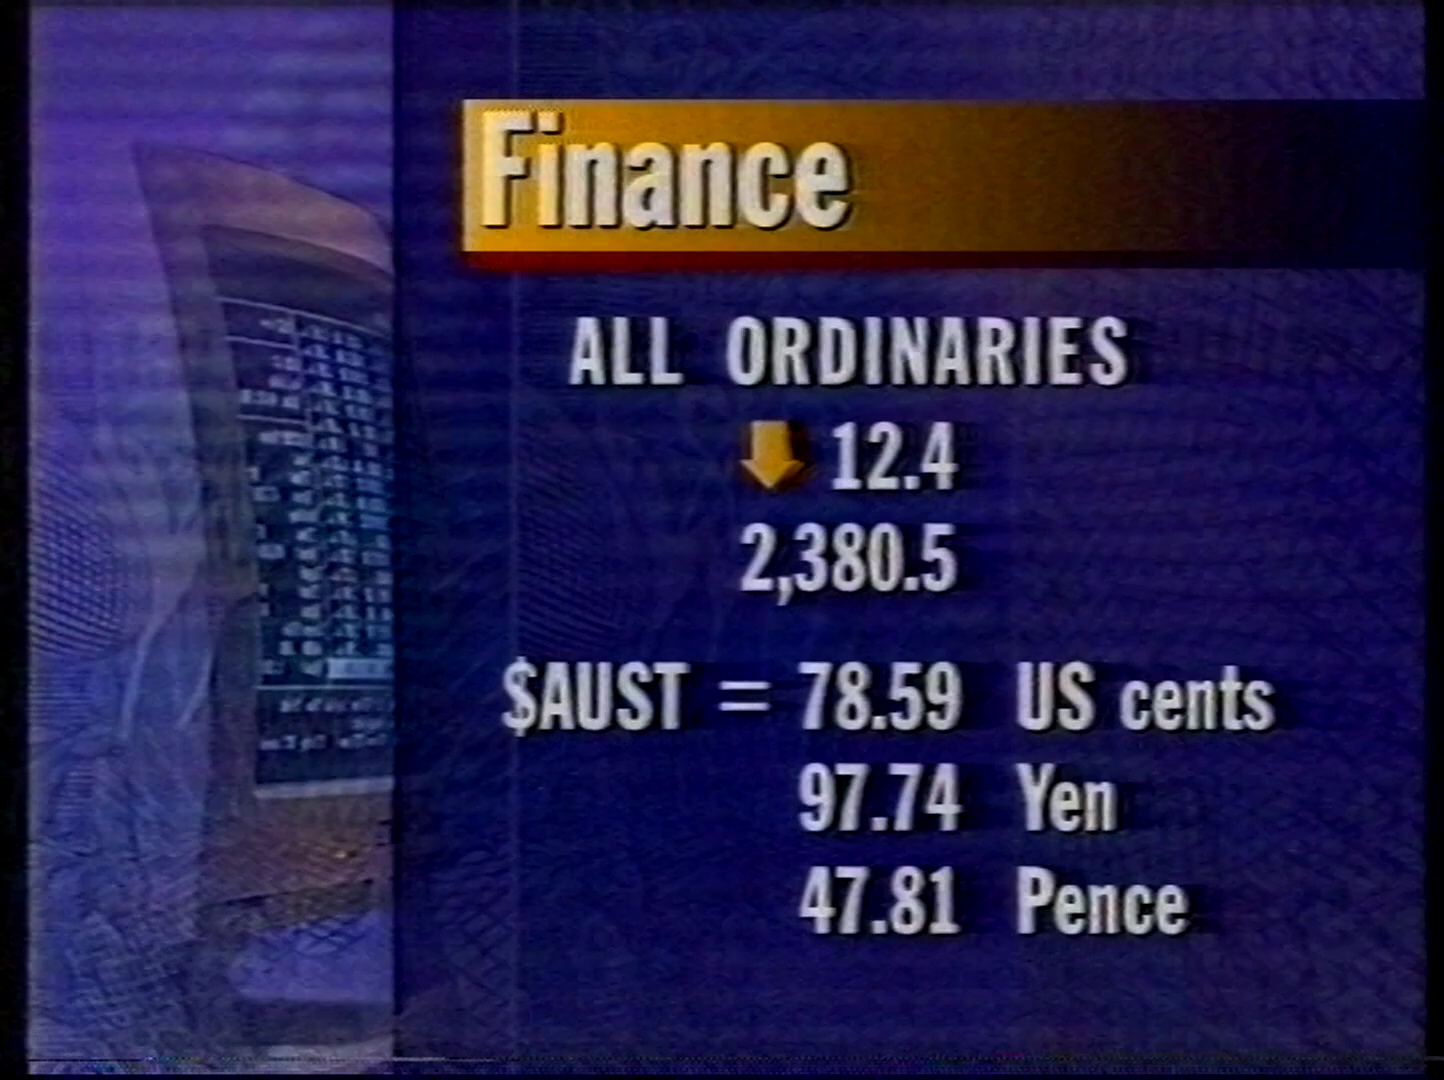 Finance
ALL ORDINARIES
12.4
2,380.5
$AUST = 78.59 US cents
97.74 Yen
47.81 Pence